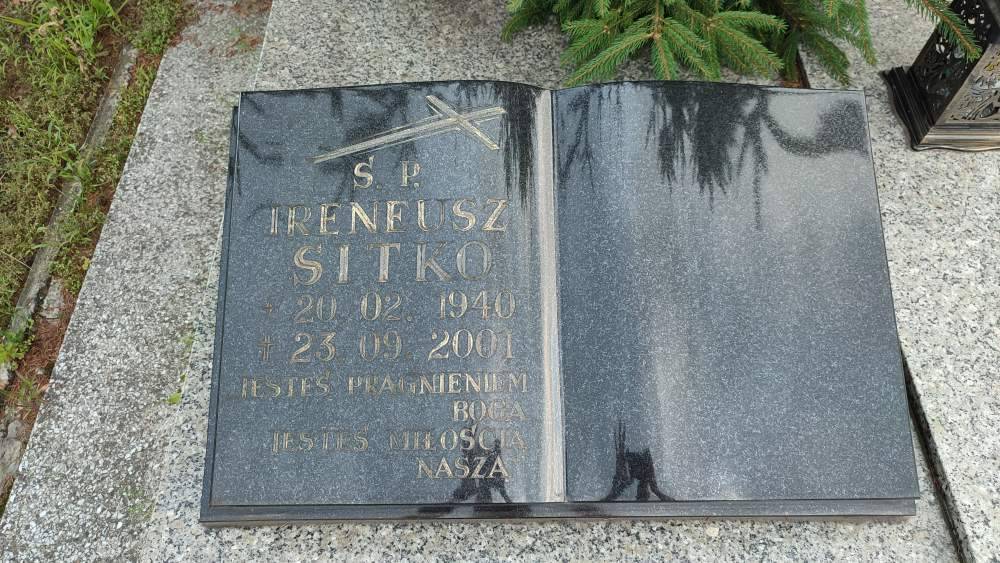 Ś. P.
IRENEUSZ
SITKO
* 20. 02. 1940
✝ 23. 09. 2001
JESTEŚ PRAGNIENIEM
BOGA
JESTEŚ MIŁOŚCIĄ
NASZĄ